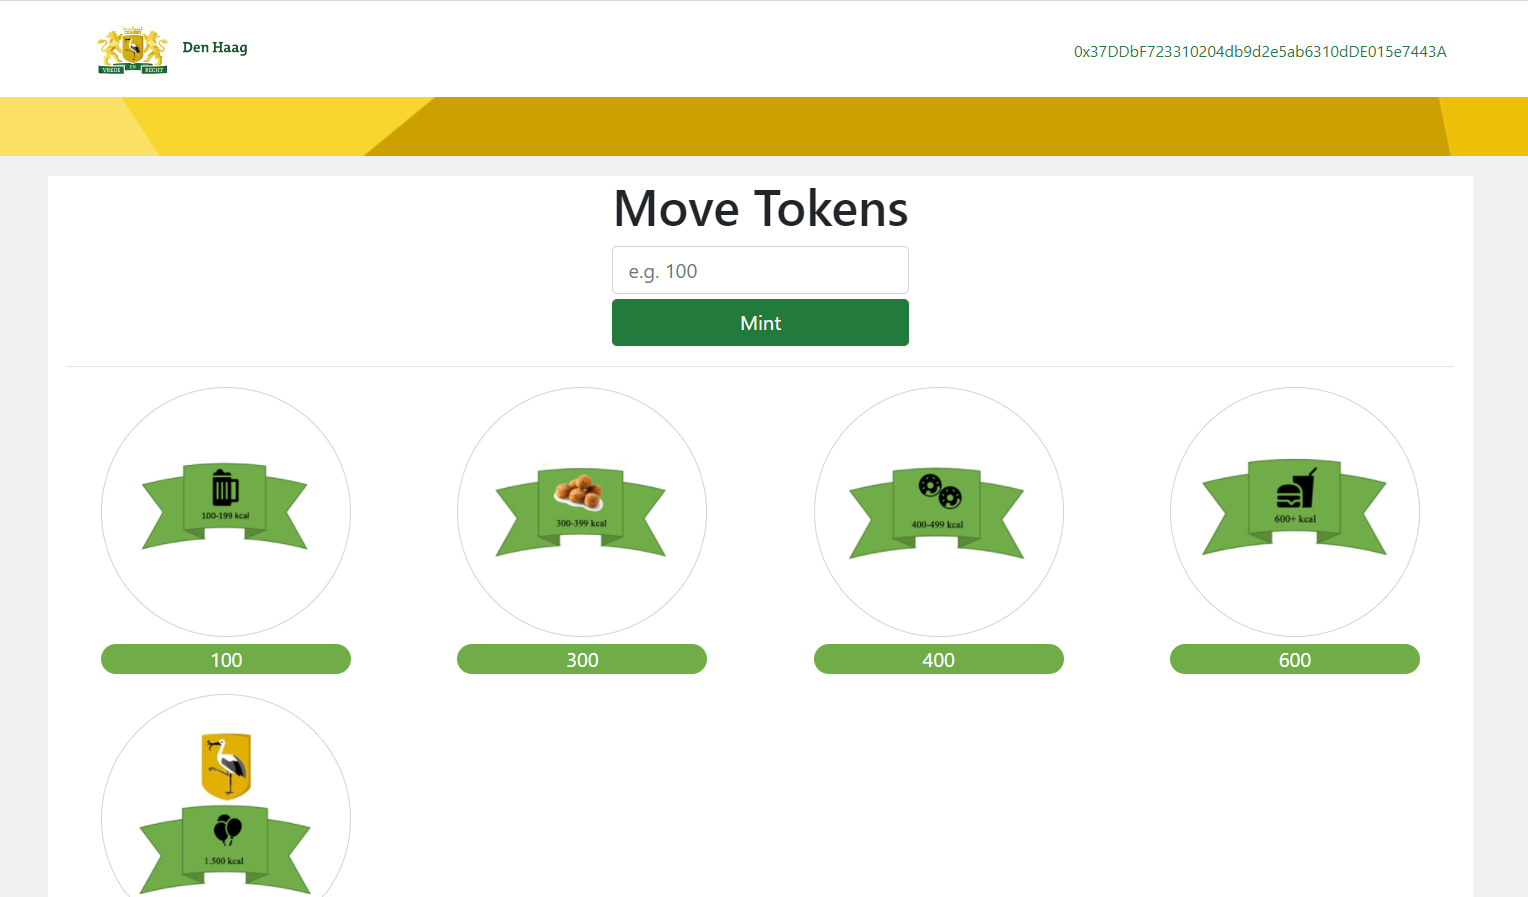 VREDE EN RECHT
Den Haag
0x37DDbF723310204db9d2e5ab6310dDE015e7443A
Move Tokens
e.g. 100
Mint
100-199 kcal
300-399 kcal
400-499 kcal
600+ kcal
100
300
400
600
1.500 kcal